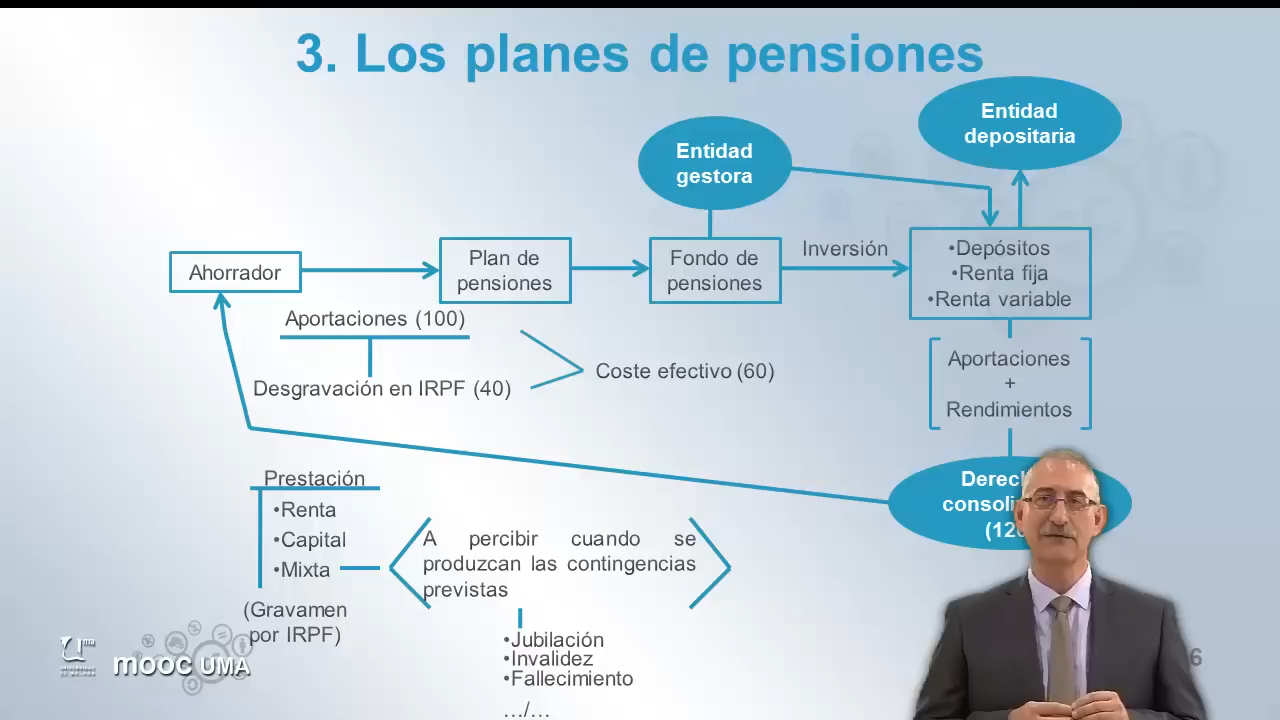 3. Los planes de pensiones
Entidad
depositaria
Entidad
gestora
Ahorrador
Plan de
pensiones
Fondo de
pensiones
Inversión
•Depósitos
•Renta fija
•Renta variable
Aportaciones (100)
Desgravación en IRPF (40)
Coste efectivo (60)
Aportaciones
+
Rendimientos
Prestación
•Renta
•Capital
•Mixta
(Gravamen
por IRPF)
A percibir cuando se
produzcan las contingencias
previstas
•Jubilación
•Invalidez
•Fallecimiento
…/…
uma
mooc UMA
6